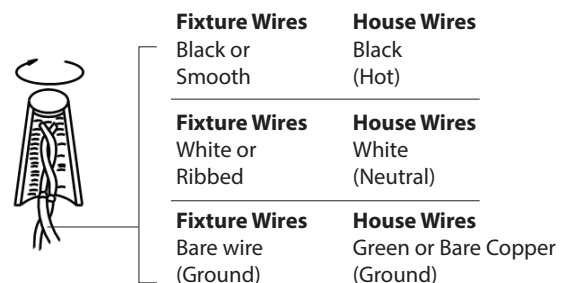 Fixture Wires House Wires
Black or Black
Smooth (Hot)
Fixture Wires House Wires
White or White
Ribbed (Neutral)
Fixture Wires House Wires
Bare wire Green or Bare Copper
(Ground) (Ground)